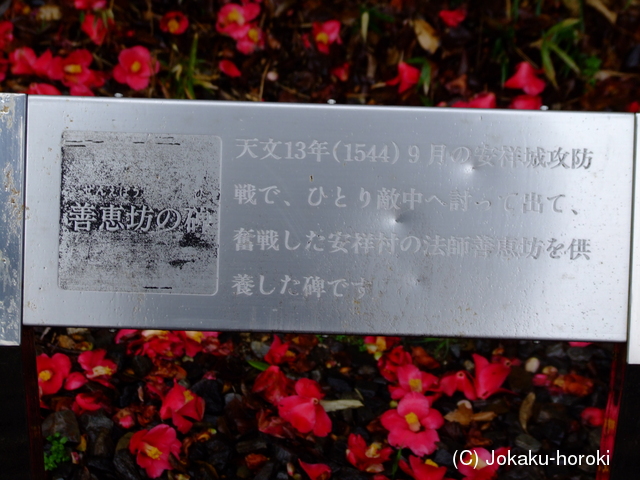 ぜんえぼう
善恵坊の碑
天文13年(1544)9月の安祥城攻防
戦で、ひとり敵中へ討って出て、
奮戦した安祥村の法師善恵坊を供
養した碑です
(C) Jokaku-horoki